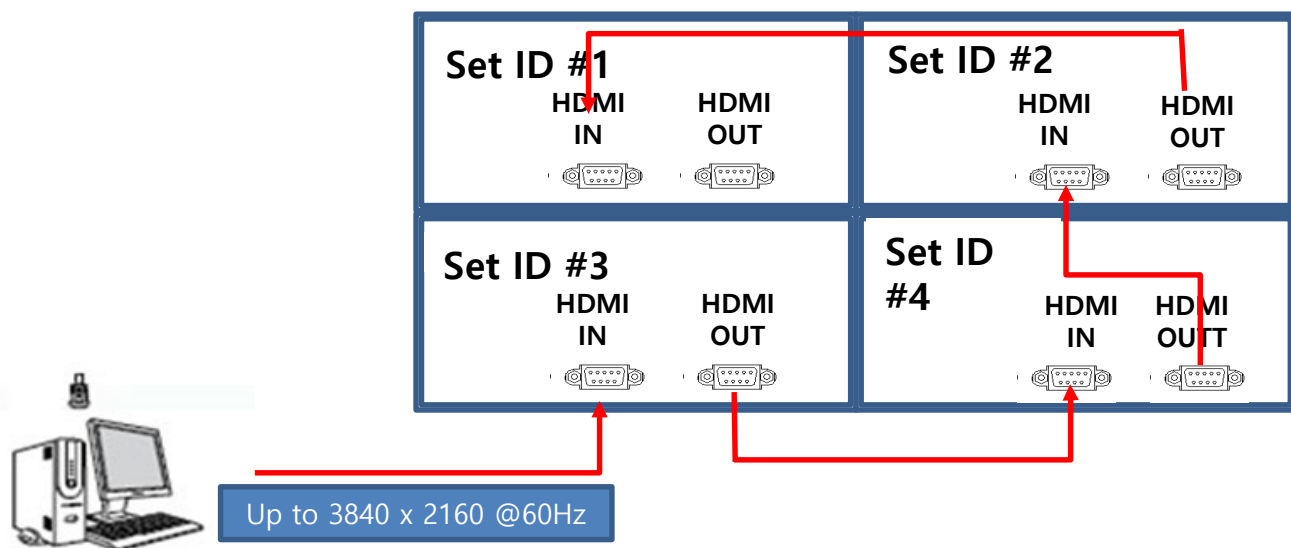 Set ID #1
HDMI
IN
HDMI
OUT
Set ID #2
HDMI
IN
HDMI
OUT
Set ID #3
HDMI
IN
HDMI
OUT
Set ID
#4
HDMI
IN
HDMI
OUTT
Up to 3840 x 2160 @60Hz